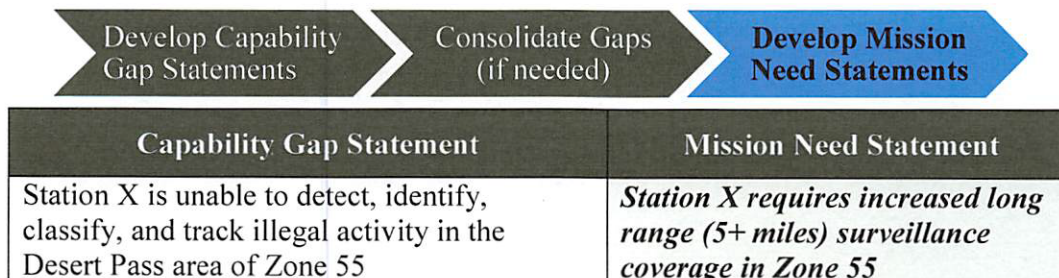 Develop Capability
Gap Statements
Consolidate Gaps
(if needed)
Develop Mission
Need Statements
Capability Gap Statement
Mission Need Statement
Station X is unable to detect, identify,
classify, and track illegal activity in the
Desert Pass area of Zone 55
Station X requires increased long
range (5+ miles) surveillance
coverage in Zone 55